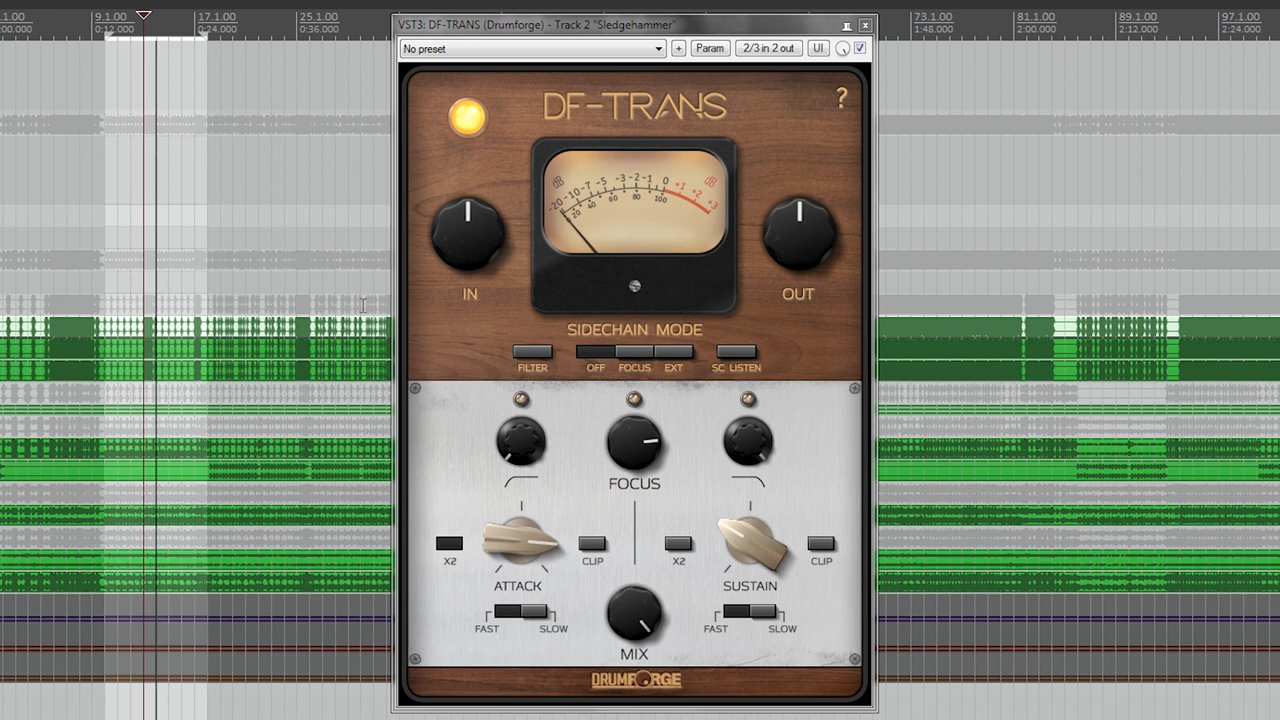 1.00 9.1.00 17.1.00 25.1.00 73.1.00 81.1.00 89.1.00 97.1.00
00.000 0:12.000 0:24.000 0:36.000 1:48.000 2:00.000 2:12.000 2:24.000
VST3: DF-TRANS (Drumforge) - Track 2 "Sledgehammer"
No preset + Param 2/3 in 2 out UI
DF-TRANS ?
dB -20 -10 -7 -5 -3 -2 -1 0 +1 +2 +3 dB
20 40 60 80 100
IN OUT
SIDECHAIN MODE
FILTER OFF FOCUS EXT SC LISTEN
FOCUS
X2 CLIP X2 CLIP
ATTACK SUSTAIN
FAST SLOW FAST SLOW
MIX
DRUMFORGE